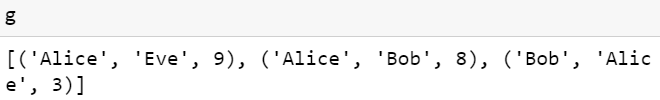 g
[('Alice', 'Eve', 9), ('Alice', 'Bob', 8), ('Bob', 'Alic
e', 3)]